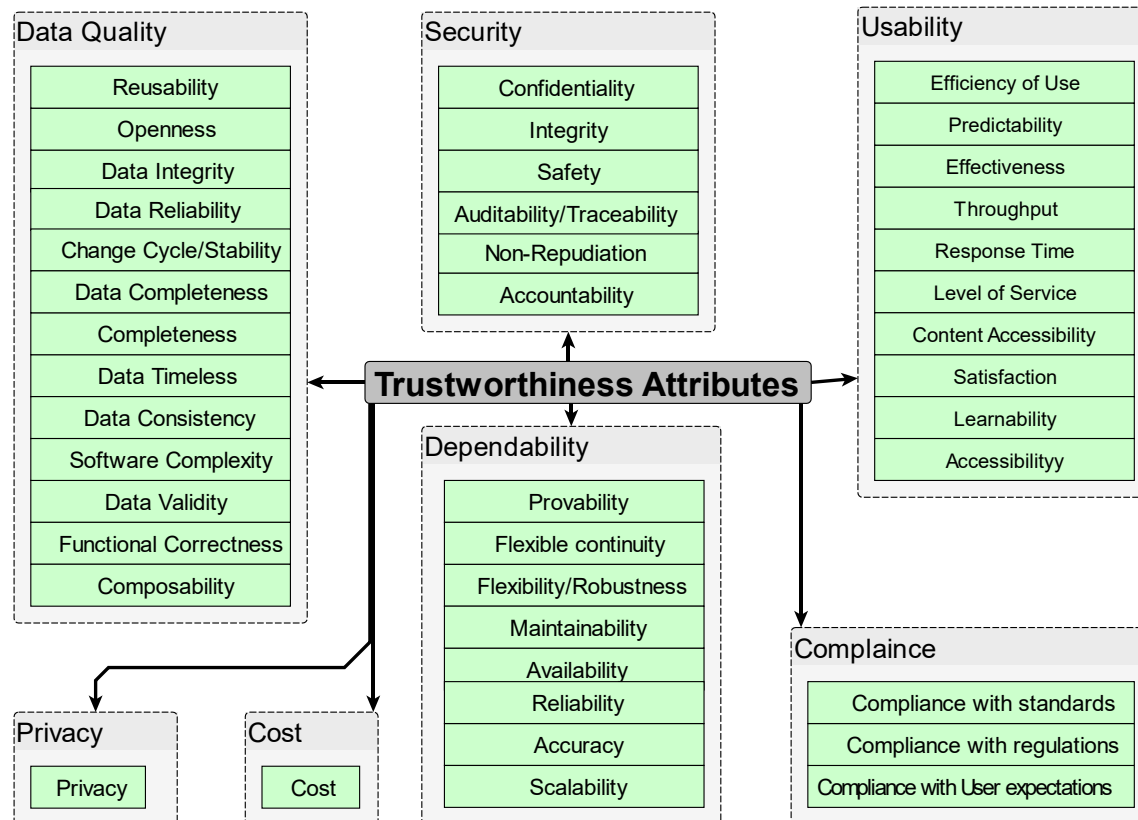 Data Quality
Reusability
Openness
Data Integrity
Data Reliability
Change Cycle/Stability
Data Completeness
Completeness
Data Timeless
Data Consistency
Software Complexity
Data Validity
Functional Correctness
Composability
Security
Confidentiality
Integrity
Safety
Auditability/Traceability
Non-Repudiation
Accountability
Usability
Efficiency of Use
Predictability
Effectiveness
Throughput
Response Time
Level of Service
Content Accessibility
Satisfaction
Learnability
Accessibilityy
Trustworthiness Attributes
Dependability
Provability
Flexible continuity
Flexibility/Robustness
Maintainability
Availability
Reliability
Accuracy
Scalability
Complaince
Compliance with standards
Compliance with regulations
Compliance with User expectations
Privacy
Privacy
Cost
Cost